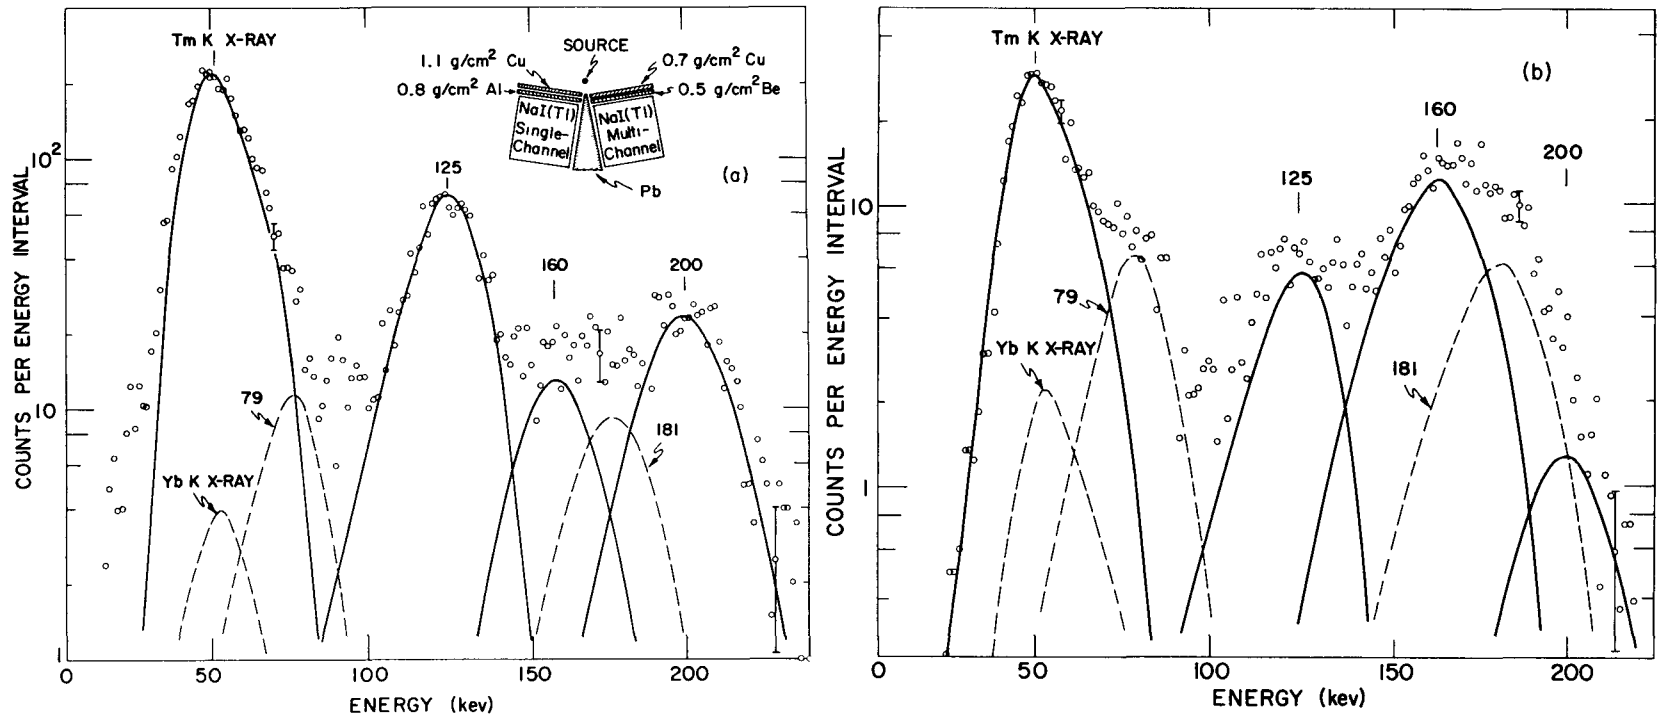 Tm K X-RAY
SOURCE
1.1 g/cm² Cu
0.7 g/cm² Cu
0.8 g/cm² Al
0.5 g/cm² Be
NaI(Tl)
Single-
Channel
NaI(Tl)
Multi-
Channel
Pb
(a)
125
160
200
79
181
Yb K X-RAY
10²
10
1
COUNTS PER ENERGY INTERVAL
0 50 100 150 200
ENERGY (kev)
Tm K X-RAY
(b)
160
200
125
79
Yb K X-RAY
181
10
1
COUNTS PER ENERGY INTERVAL
0 50 100 150 200
ENERGY (kev)